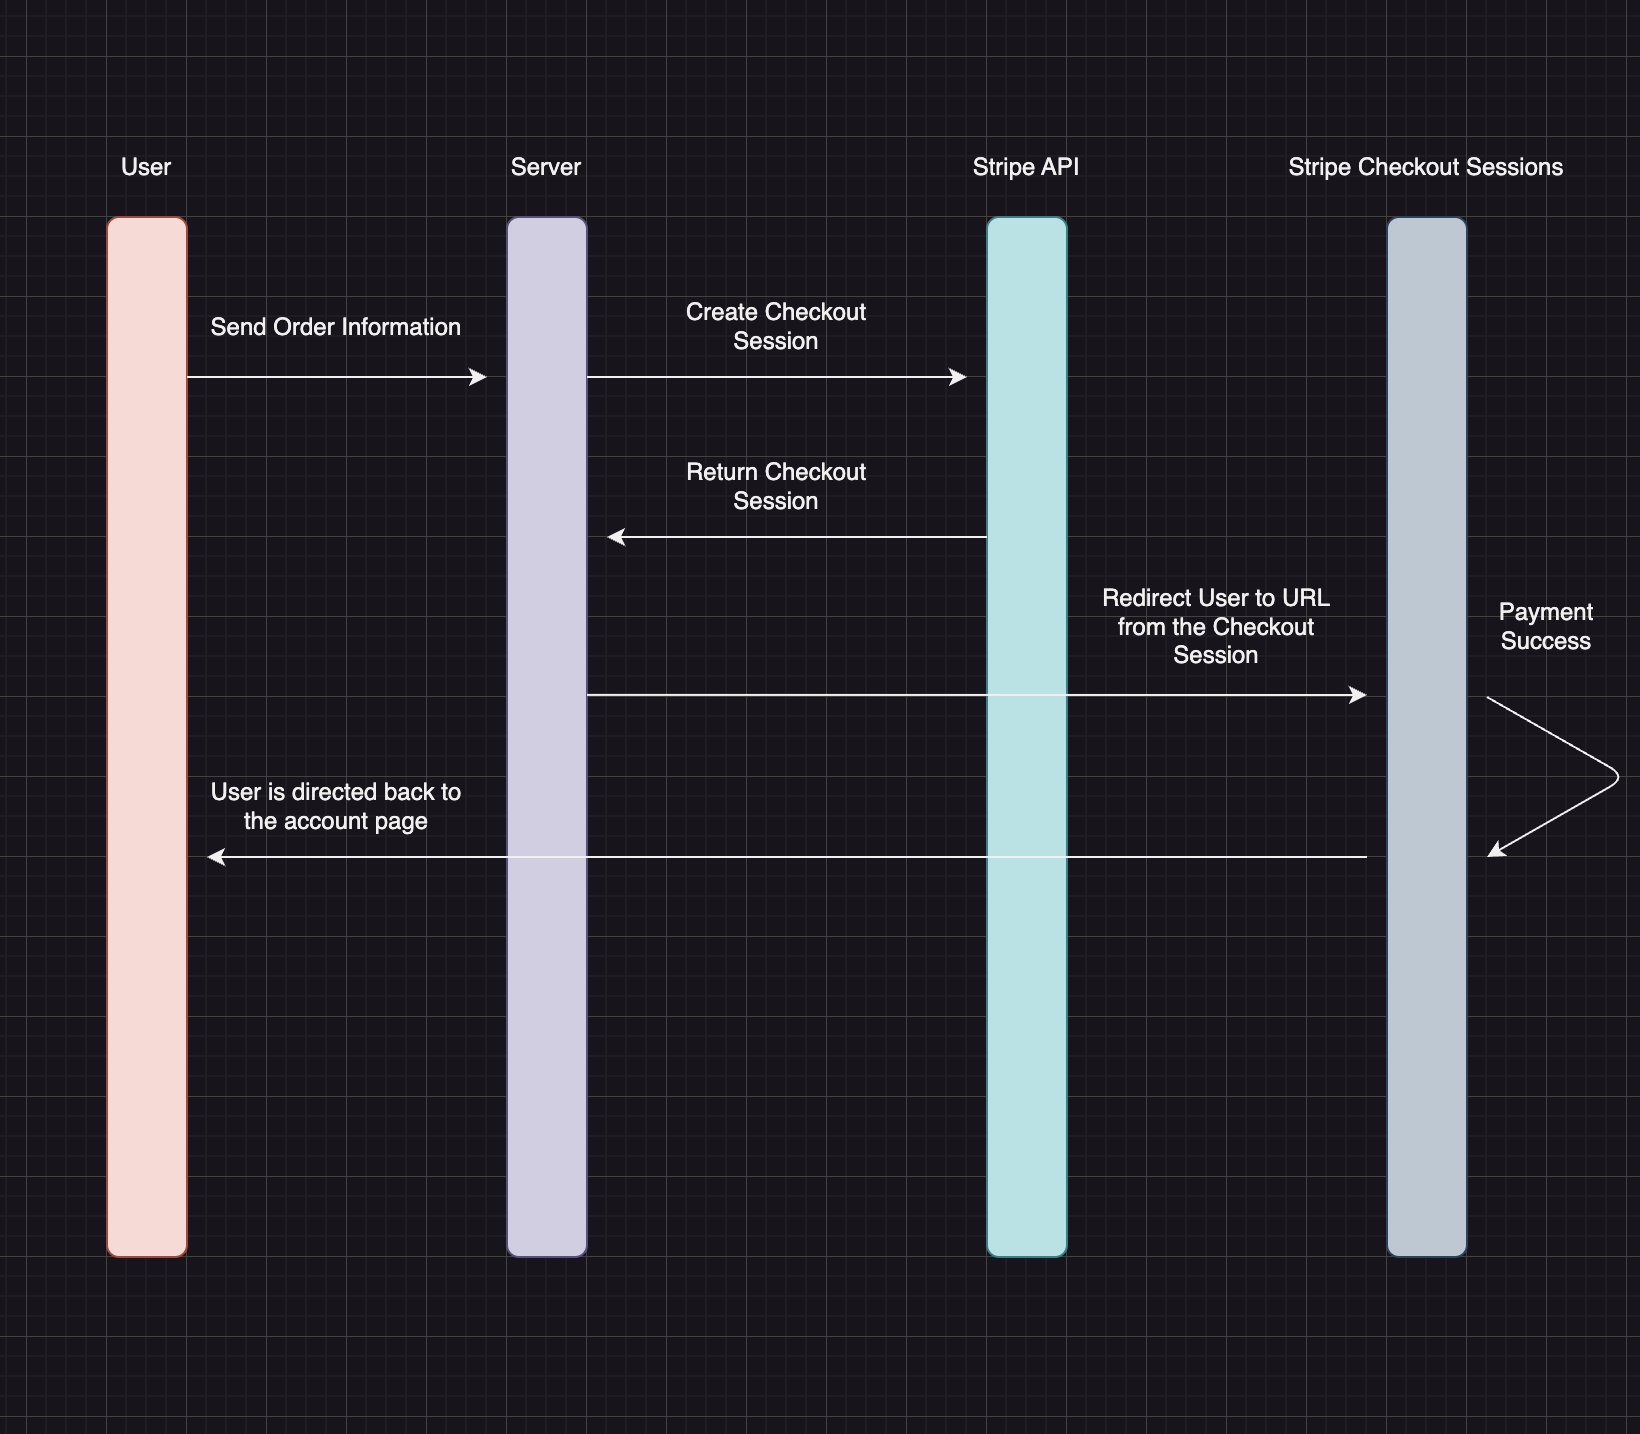 User
Server
Stripe API
Stripe Checkout Sessions
Send Order Information
Create Checkout
Session
Return Checkout
Session
Redirect User to URL
from the Checkout
Session
Payment
Success
User is directed back to
the account page